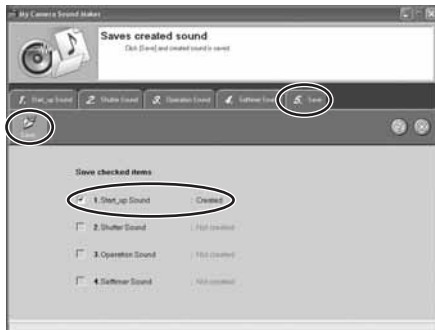 My Camera Sound Maker
Saves created sound
Click [Save] and created sound is saved
1. Start_up Sound 2. Shutter Sound 3. Operation Sound 4. Selftimer Sound 5. Save
Save
Save checked items
1. Start_up Sound : Created
2. Shutter Sound : Not created
3. Operation Sound : Not created
4. Selftimer Sound : Not created